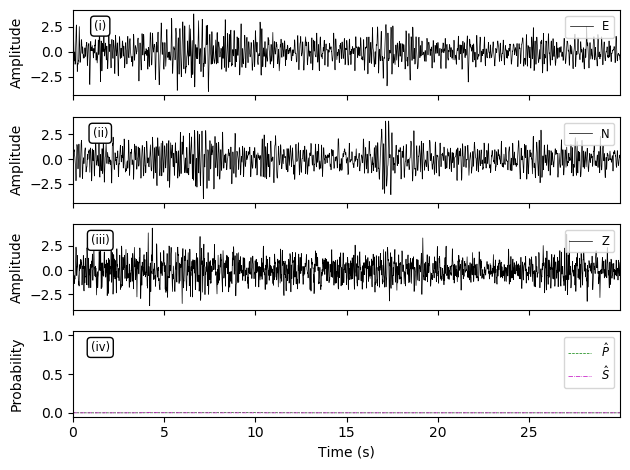 (i)
E
Amplitude
2.5
0.0
−2.5
(ii)
N
Amplitude
2.5
0.0
−2.5
(iii)
Z
Amplitude
2.5
0.0
−2.5
(iv)
P̂
Ŝ
Probability
1.0
0.5
0.0
0 5 10 15 20 25
Time (s)